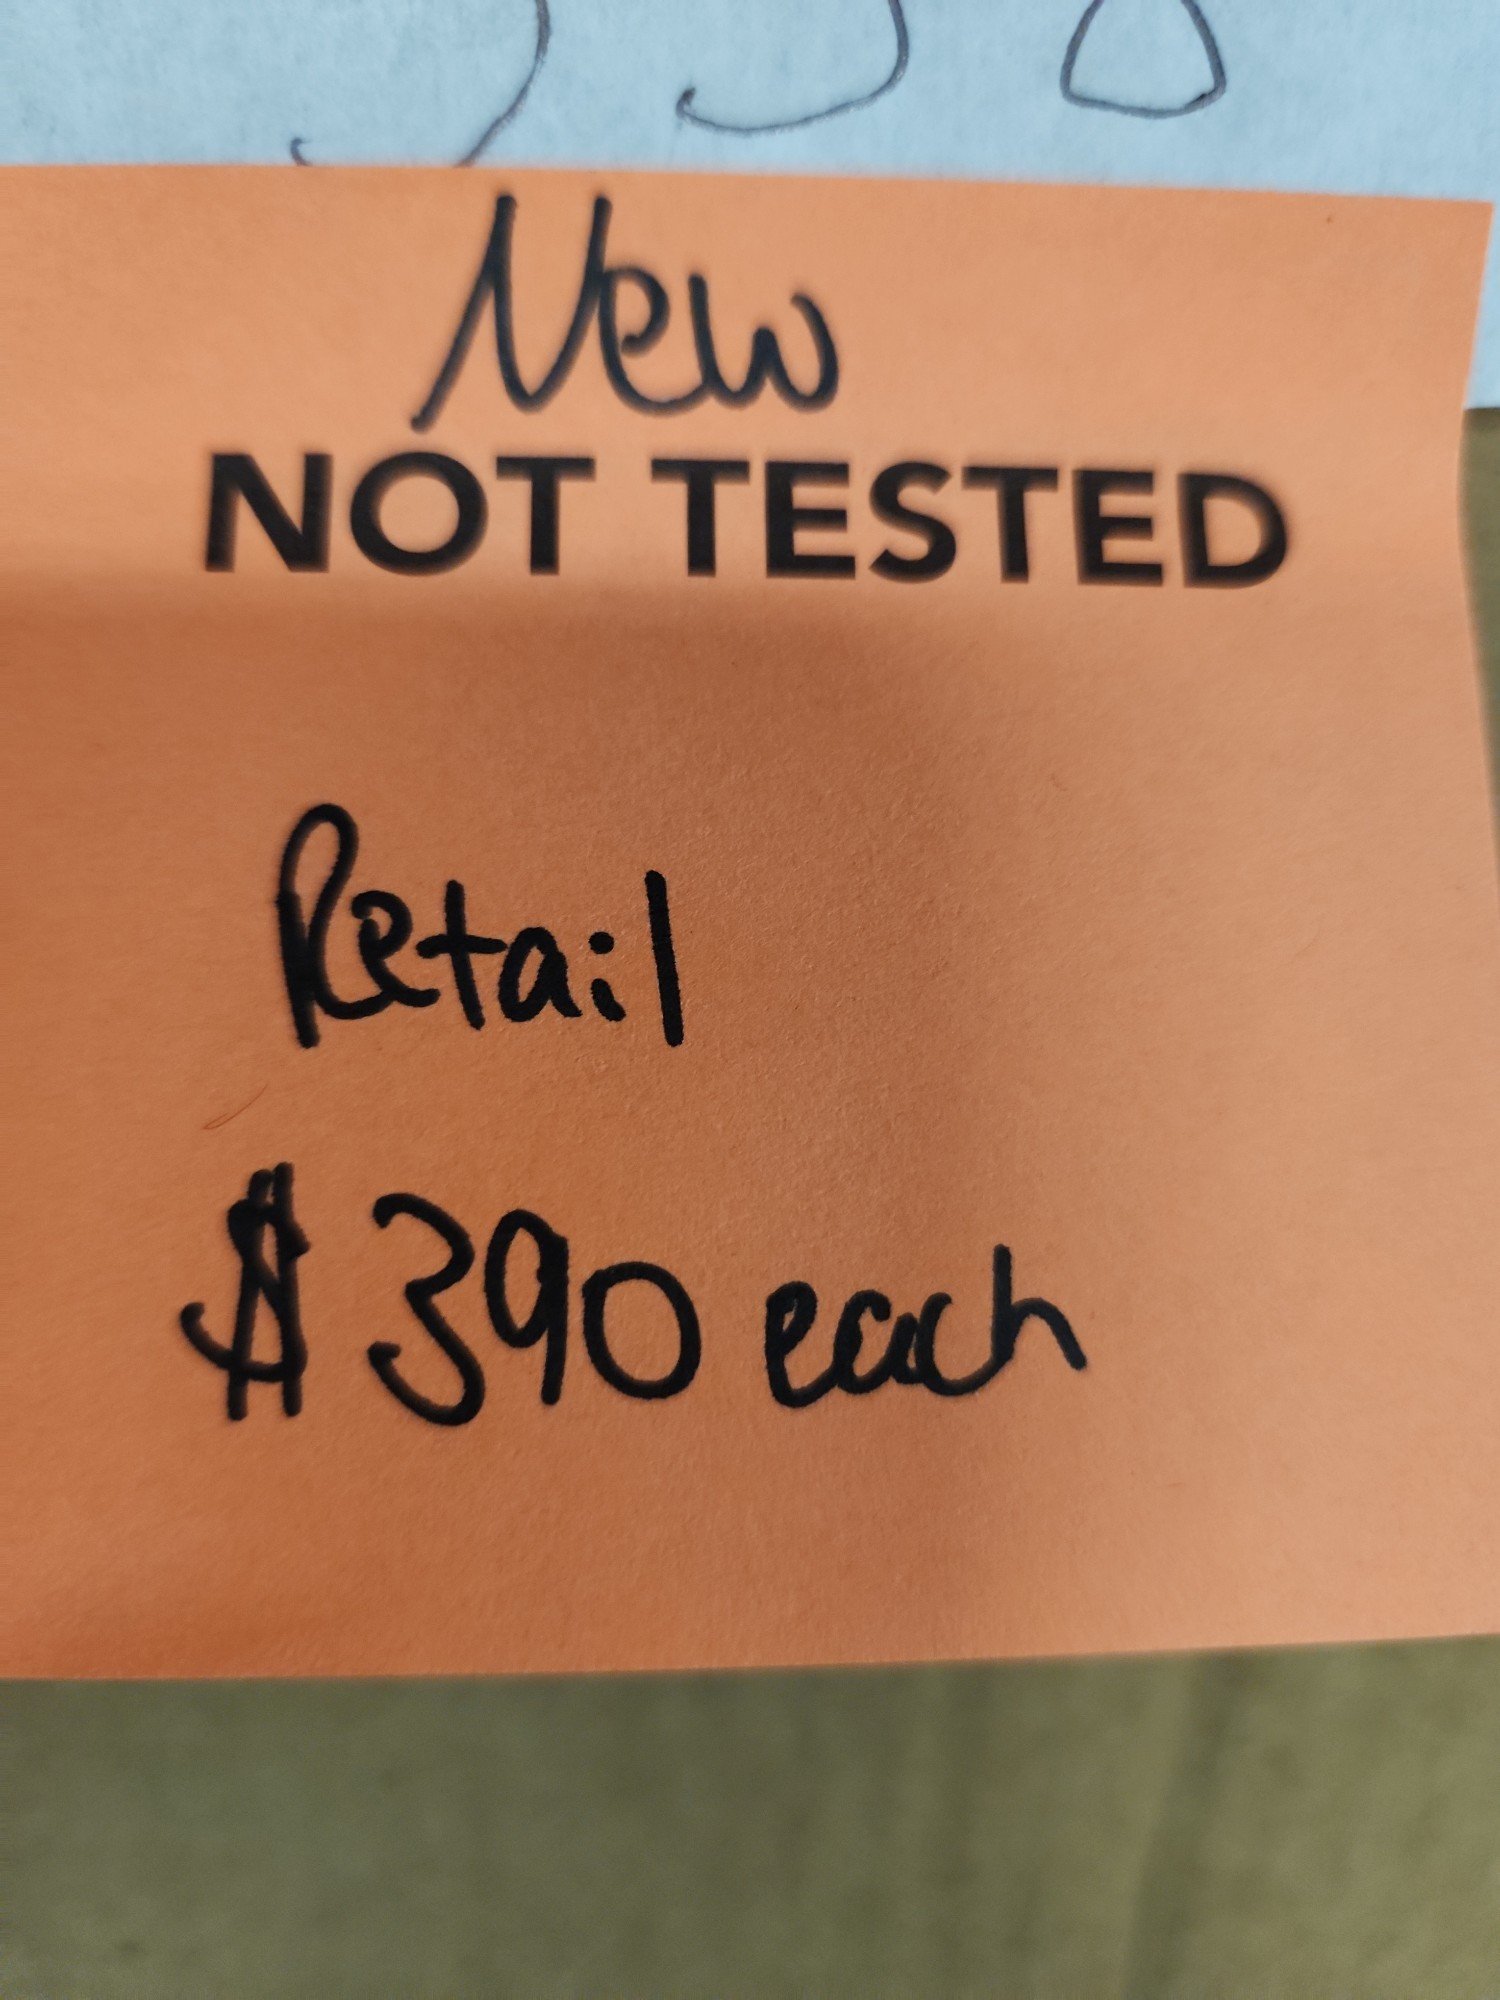 New
NOT TESTED
Retail
$390 each